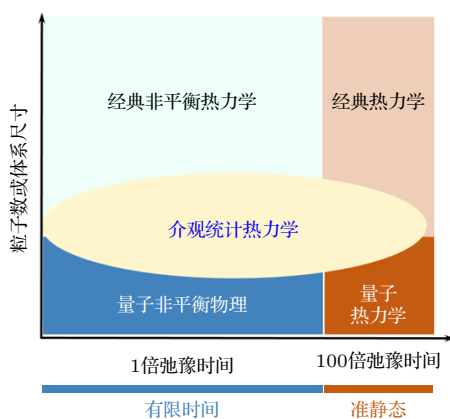 粒子数或体系尺寸
经典非平衡热力学
经典热力学
介观统计热力学
量子非平衡物理
量子
热力学
1倍弛豫时间
100倍弛豫时间
有限时间
准静态